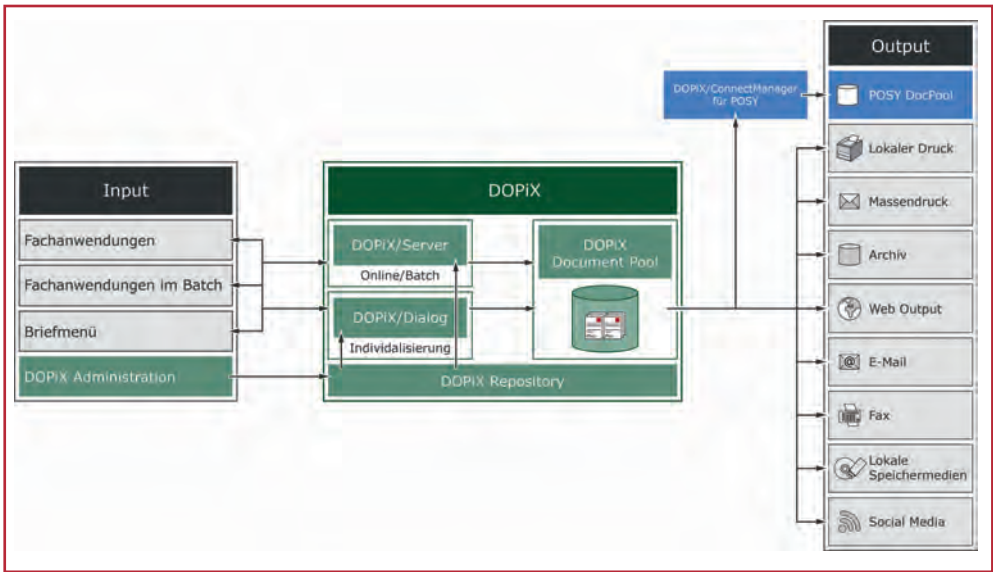 Input
Fachanwendungen
Fachanwendungen im Batch
Briefmenü
DOPiX Administration
DOPiX
DOPiX/Server
Online/Batch
DOPiX/Dialog
Individalisierung
DOPiX
Document Pool
DOPiX Repository
DOPiX/ConnectManager
für POSY
Output
POSY DocPool
Lokaler Druck
Massendruck
Archiv
Web Output
E-Mail
Fax
Lokale
Speichermedien
Social Media